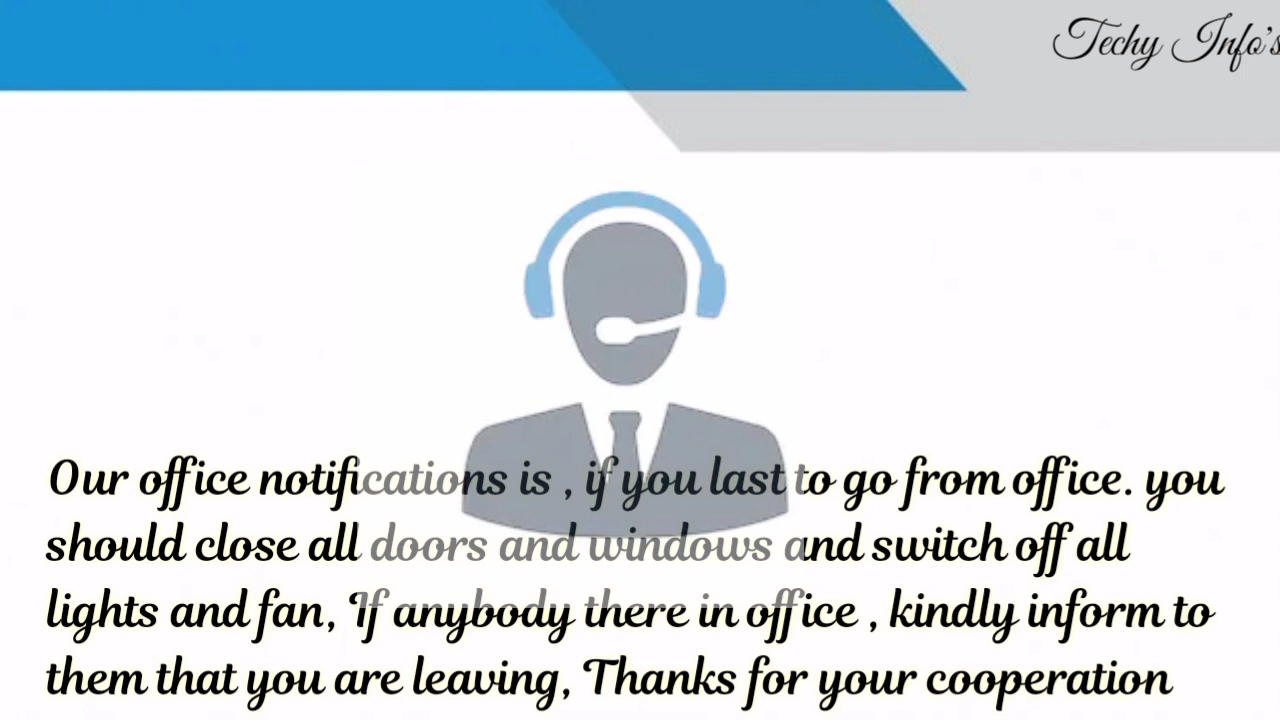 Techy Info's
Our office notifications is , if you last to go from office. you
should close all doors and windows and switch off all
lights and fan, If anybody there in office , kindly inform to
them that you are leaving, Thanks for your cooperation